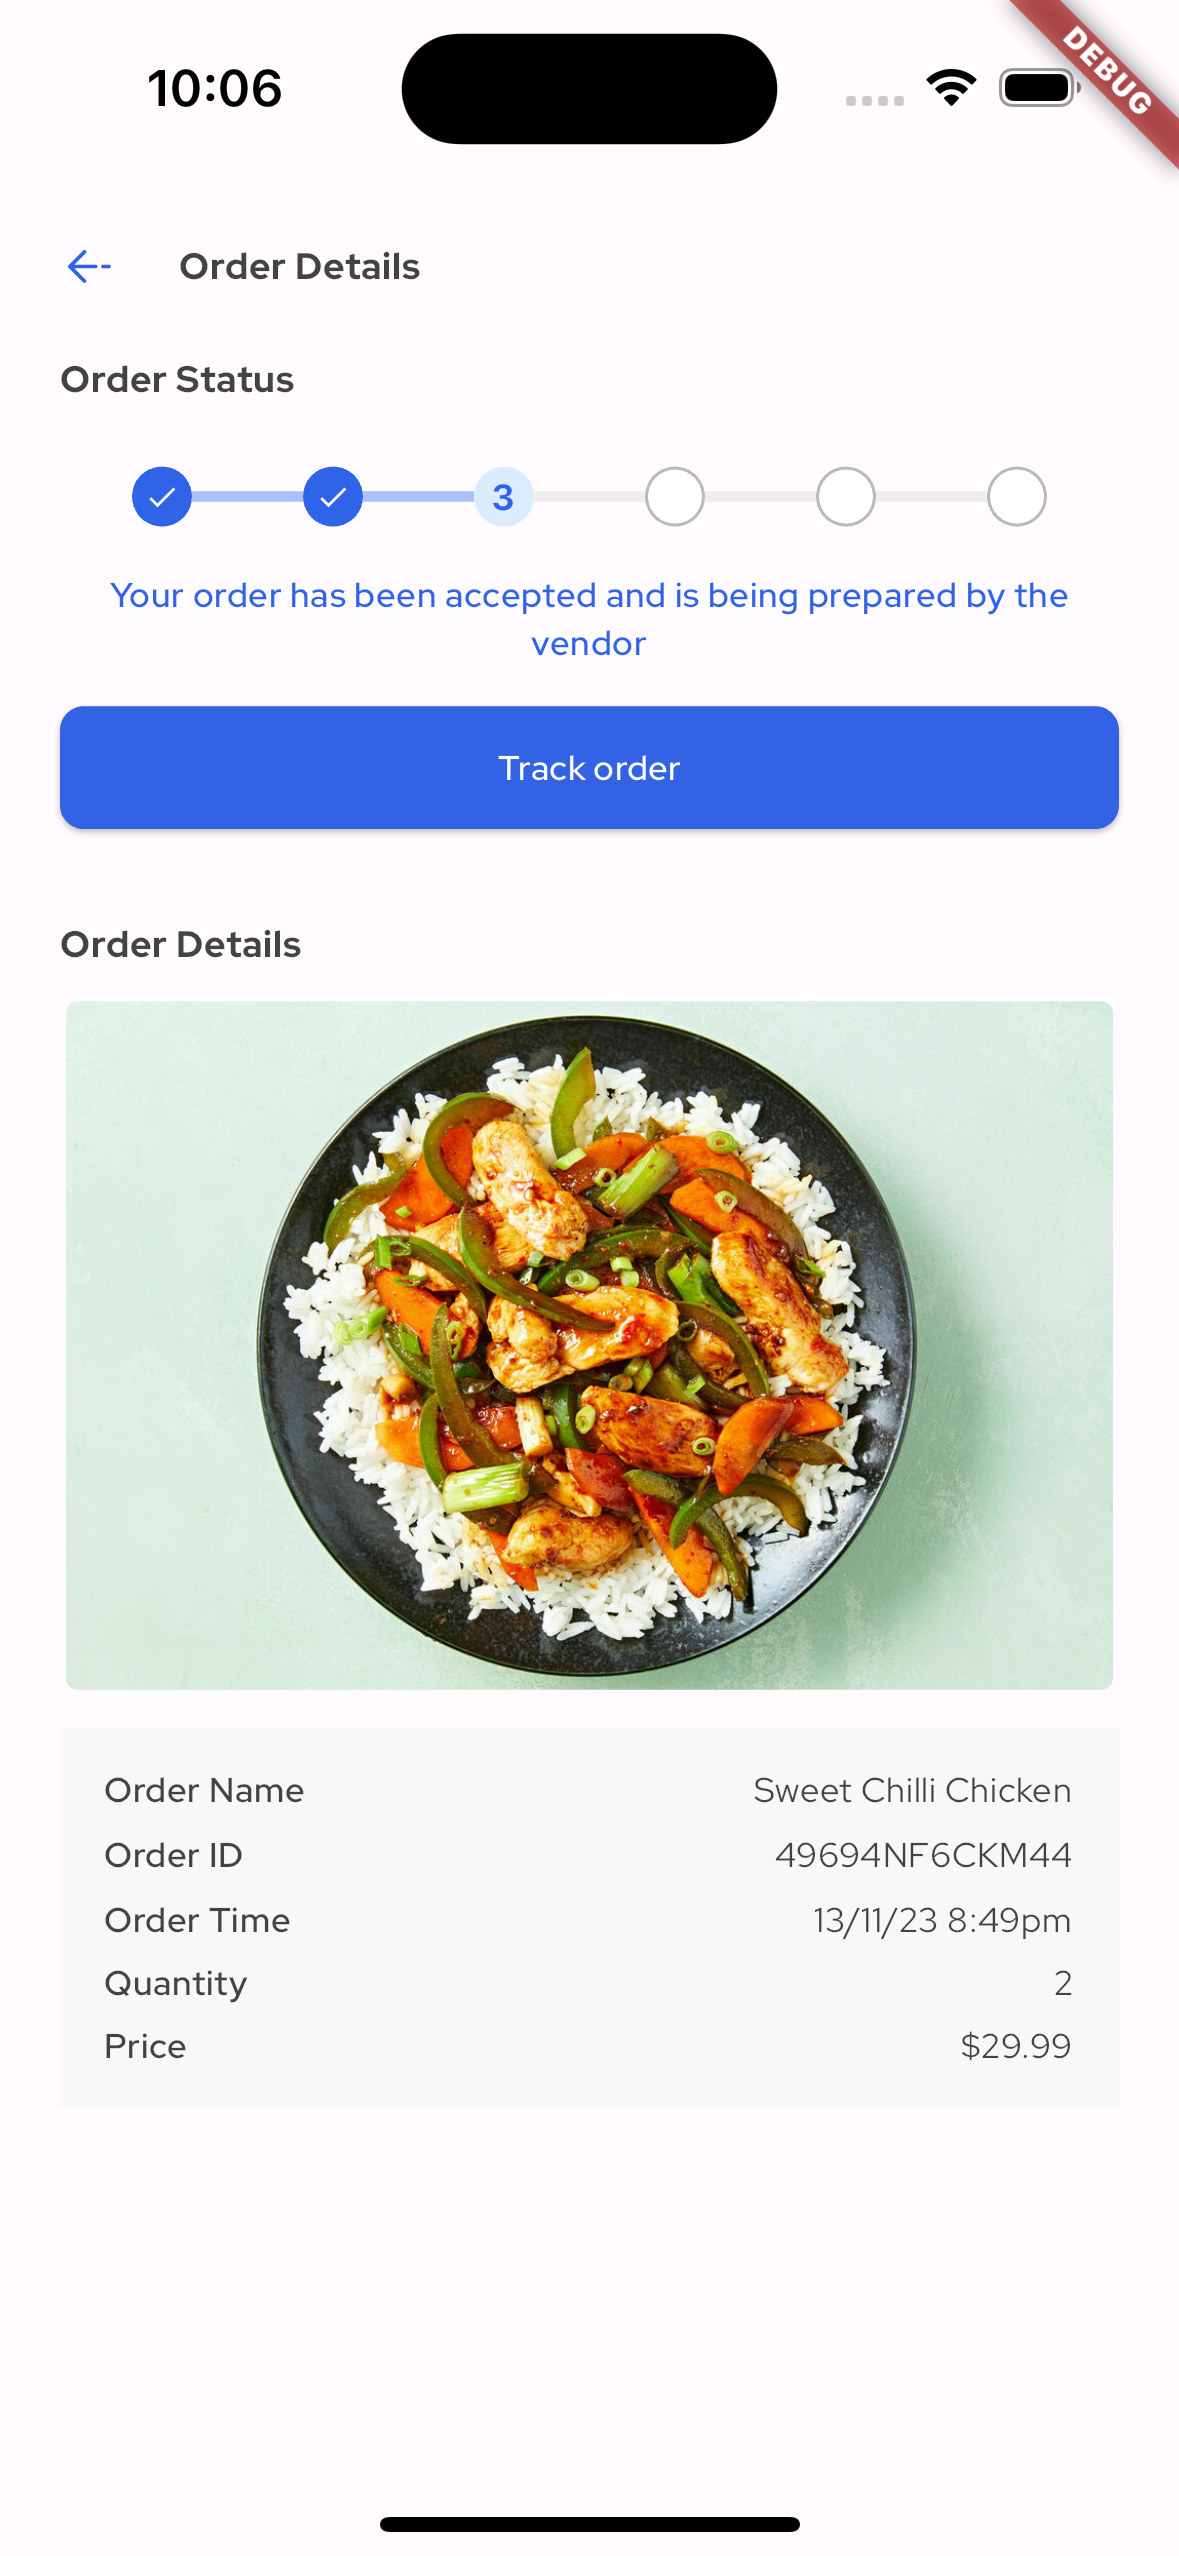 10:06
DEBUG
Order Details
Order Status
3
Your order has been accepted and is being prepared by the
vendor
Track order
Order Details
Order Name Sweet Chilli Chicken
Order ID 49694NF6CKM44
Order Time 13/11/23 8:49pm
Quantity 2
Price $29.99